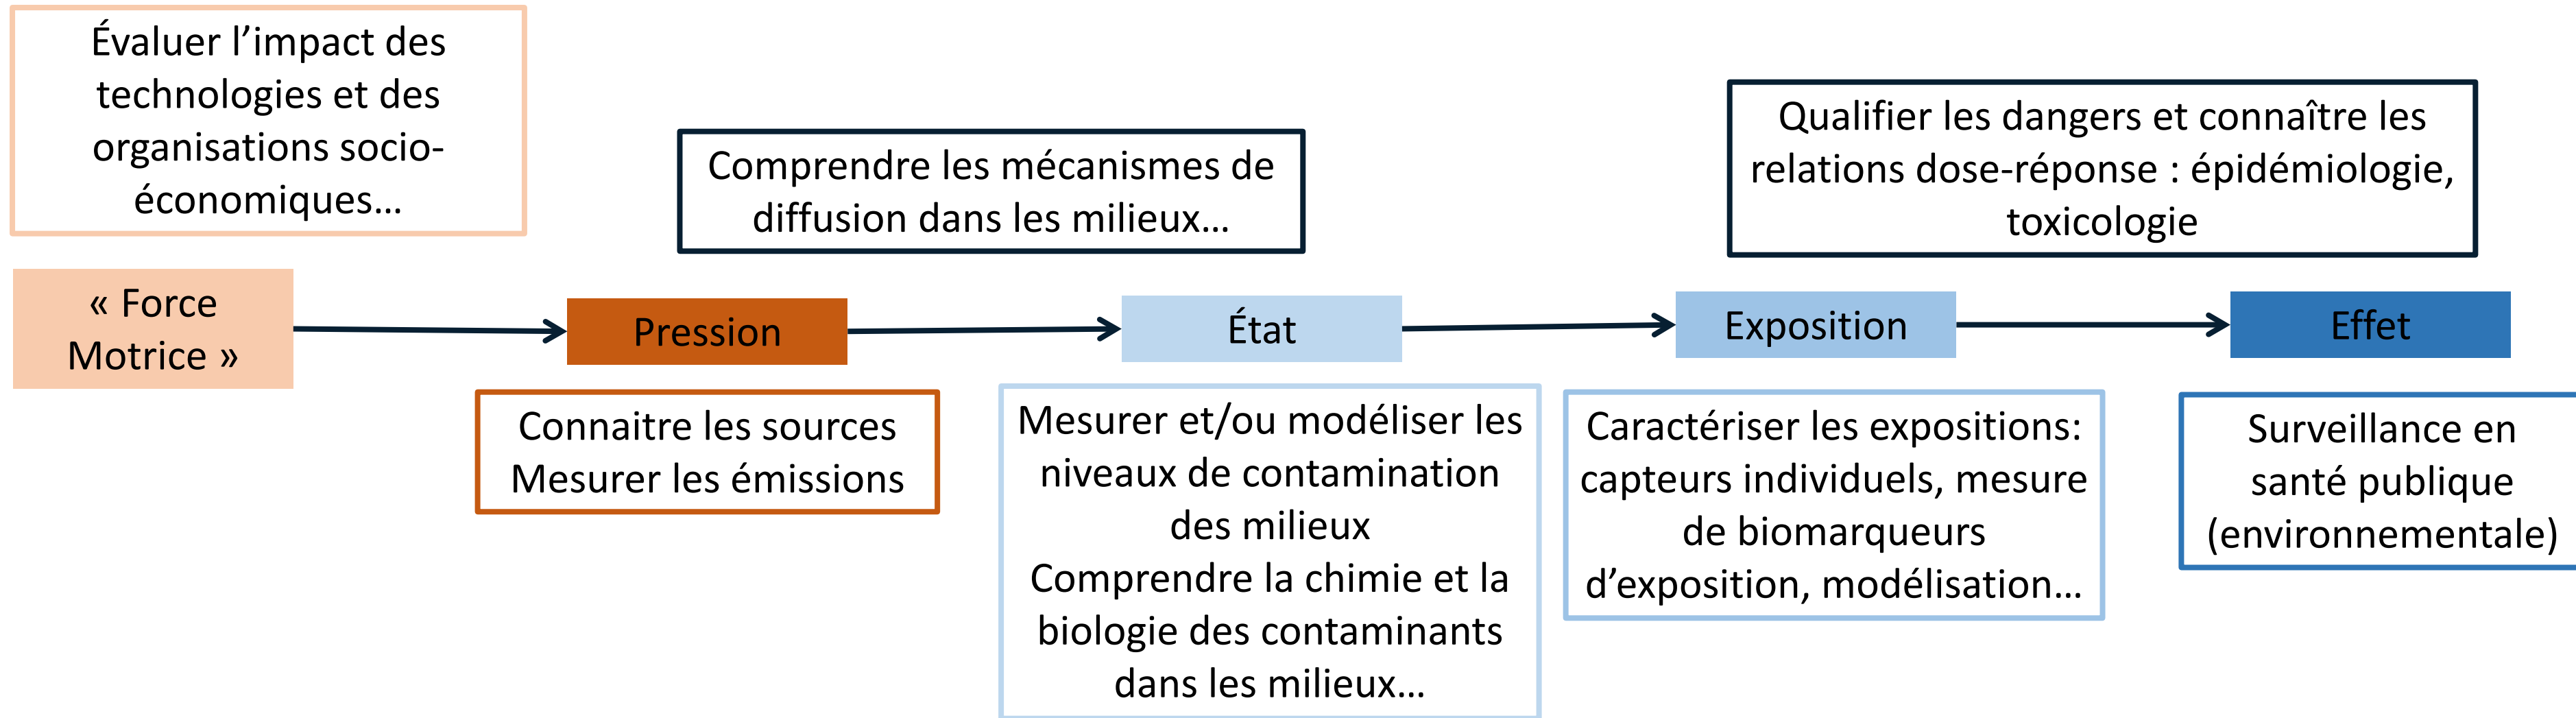 Évaluer l’impact des
technologies et des
organisations socio-
économiques…
Comprendre les mécanismes de
diffusion dans les milieux…
Qualifier les dangers et connaître les
relations dose-réponse : épidémiologie,
toxicologie
« Force
Motrice »
Pression
État
Exposition
Effet
Connaitre les sources
Mesurer les émissions
Mesurer et/ou modéliser les
niveaux de contamination
des milieux
Comprendre la chimie et la
biologie des contaminants
dans les milieux…
Caractériser les expositions:
capteurs individuels, mesure
de biomarqueurs
d’exposition, modélisation…
Surveillance en
santé publique
(environnementale)